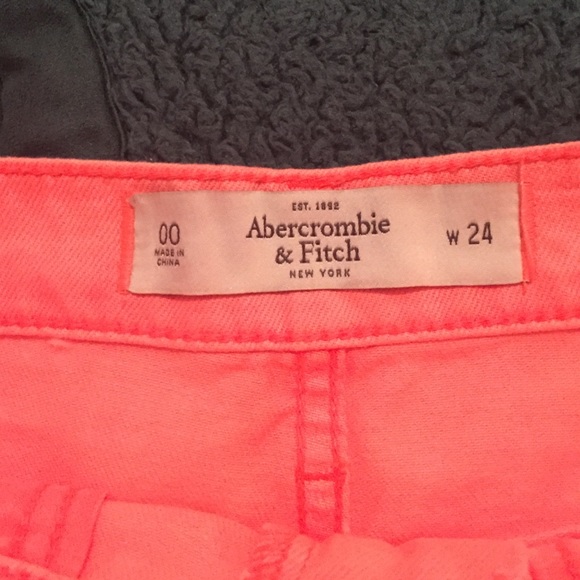 EST. 1892
00
MADE IN
CHINA
Abercrombie
& Fitch
NEW YORK
W 24